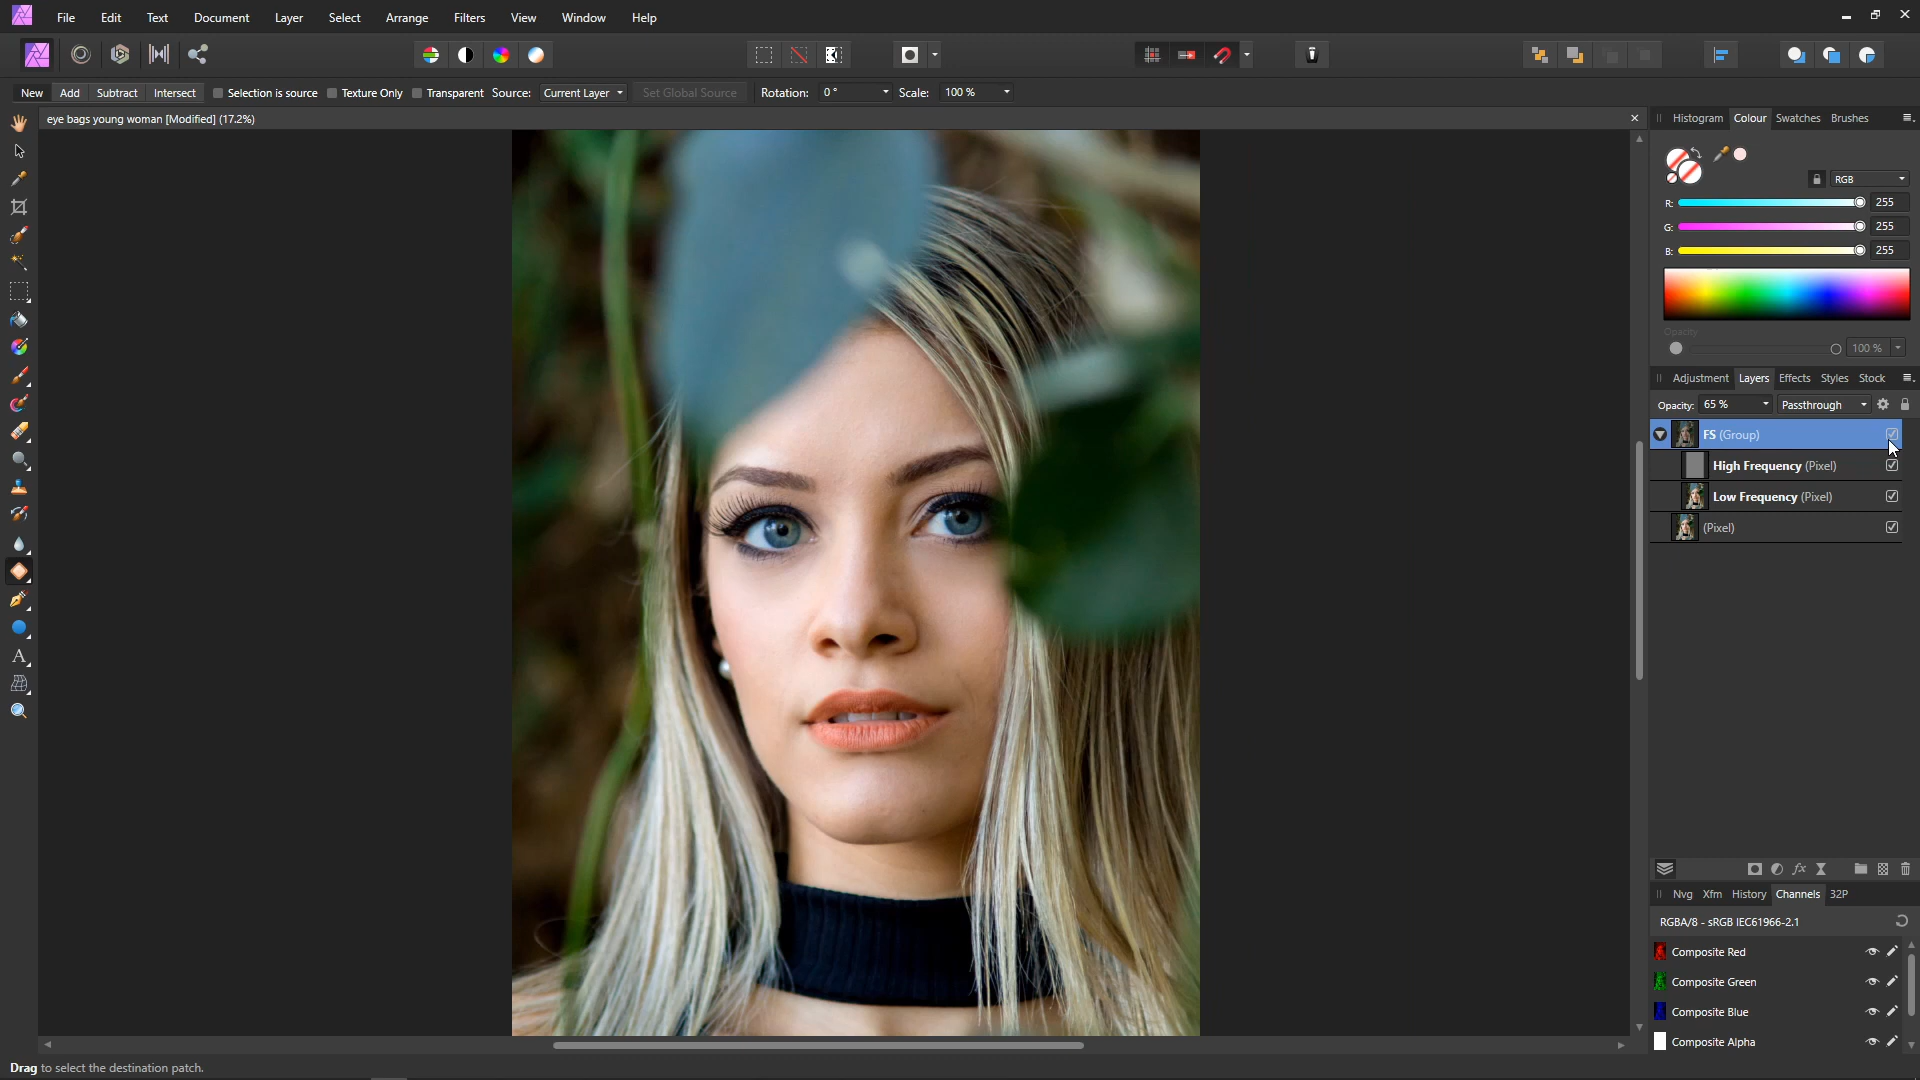 File Edit Text Document Layer Select Arrange Filters View Window Help
New Add Subtract Intersect Selection is source Texture Only Transparent Source: Current Layer Set Global Source Rotation: 0° Scale: 100 %
eye bags young woman [Modified] (17.2%)
Histogram Colour Swatches Brushes
RGB
R: 255
G: 255
B: 255
Opacity
100 %
Adjustment Layers Effects Styles Stock
Opacity: 65 % Passthrough
FS (Group)
High Frequency (Pixel)
Low Frequency (Pixel)
(Pixel)
fx
Nvg Xfm History Channels 32P
RGBA/8 - sRGB IEC61966-2.1
Composite Red
Composite Green
Composite Blue
Composite Alpha
Drag to select the destination patch.